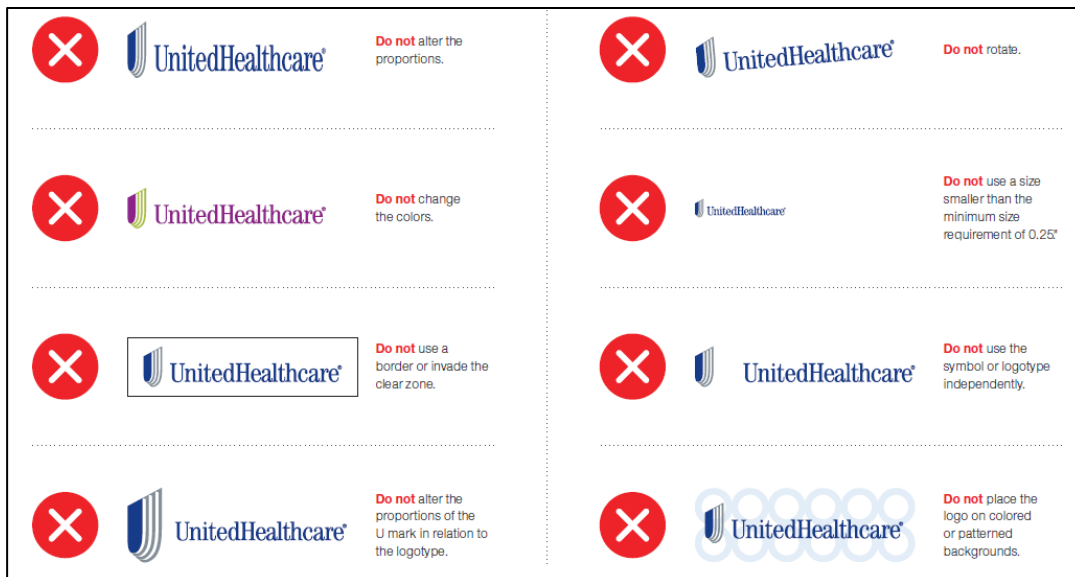 UnitedHealthcare®
Do not alter the
proportions.
UnitedHealthcare®
Do not change
the colors.
UnitedHealthcare®
Do not use a
border or invade the
clear zone.
UnitedHealthcare®
Do not alter the
proportions of the
U mark in relation to
the logotype.
UnitedHealthcare®
Do not rotate.
UnitedHealthcare®
Do not use a size
smaller than the
minimum size
requirement of 0.25."
UnitedHealthcare®
Do not use the
symbol or logotype
independently.
UnitedHealthcare®
Do not place the
logo on colored
or patterned
backgrounds.